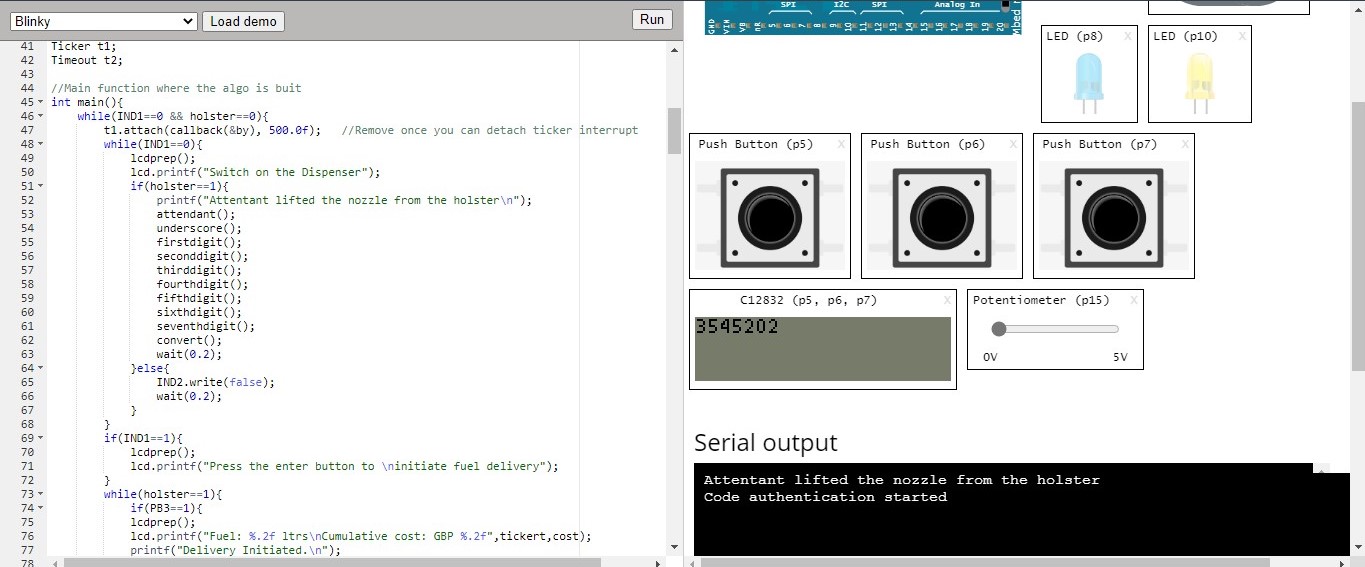 Blinky
Load demo
Run
41 Ticker t1;
42 Timeout t2;
43
44 //Main function where the algo is buit
45 int main(){
46 while(IND1==0 && holster==0){
47 t1.attach(callback(&by), 500.0f); //Remove once you can detach ticker interrupt
48 while(IND1==0){
49 lcdprep();
50 lcd.printf("Switch on the Dispenser");
51 if(holster==1){
52 printf("Attentant lifted the nozzle from the holster\n");
53 attendant();
54 underscore();
55 firstdigit();
56 seconddigit();
57 thirddigit();
58 fourthdigit();
59 fifthdigit();
60 sixthdigit();
61 seventhdigit();
62 convert();
63 wait(0.2);
64 }else{
65 IND2.write(false);
66 wait(0.2);
67 }
68 }
69 if(IND1==1){
70 lcdprep();
71 lcd.printf("Press the enter button to \ninitiate fuel delivery");
72 }
73 while(holster==1){
74 if(PB3==1){
75 lcdprep();
76 lcd.printf("Fuel: %.2f ltrs\nCumulative cost: GBP %.2f",tickert,cost);
77 printf("Delivery Initiated.\n");
78
SPI I2C SPI Analog In
GND VIN VB nR 5 6 7 8 9 10 11 12 13 14 15 16 17 18 19 20
Mbed
LED (p8) X
LED (p10) X
Push Button (p5) X
Push Button (p6) X
Push Button (p7) X
C12832 (p5, p6, p7) X
3545202
Potentiometer (p15) X
0V 5V
Serial output
Attentant lifted the nozzle from the holster
Code authentication started